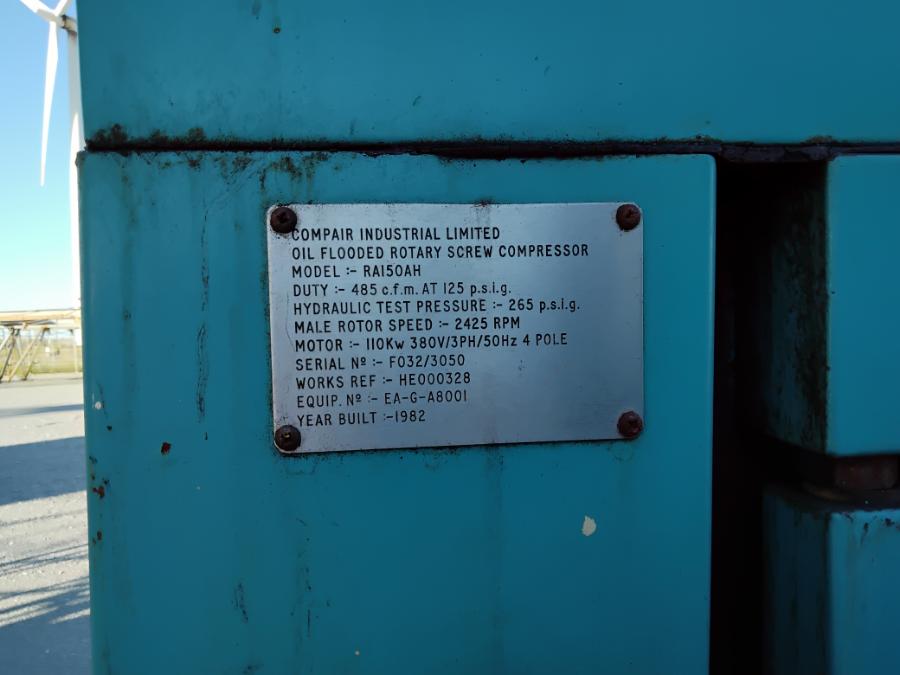 COMPAIR INDUSTRIAL LIMITED
OIL FLOODED ROTARY SCREW COMPRESSOR
MODEL :- RA150AH
DUTY :- 485 c.f.m. AT 125 p.s.i.g.
HYDRAULIC TEST PRESSURE :- 265 p.s.i.g.
MALE ROTOR SPEED :- 2425 RPM
MOTOR :- 110Kw 380V/3PH/50Hz 4 POLE
SERIAL Nº :- F032/3050
WORKS REF :- HE000328
EQUIP. Nº :- EA-G-A8001
YEAR BUILT :-1982